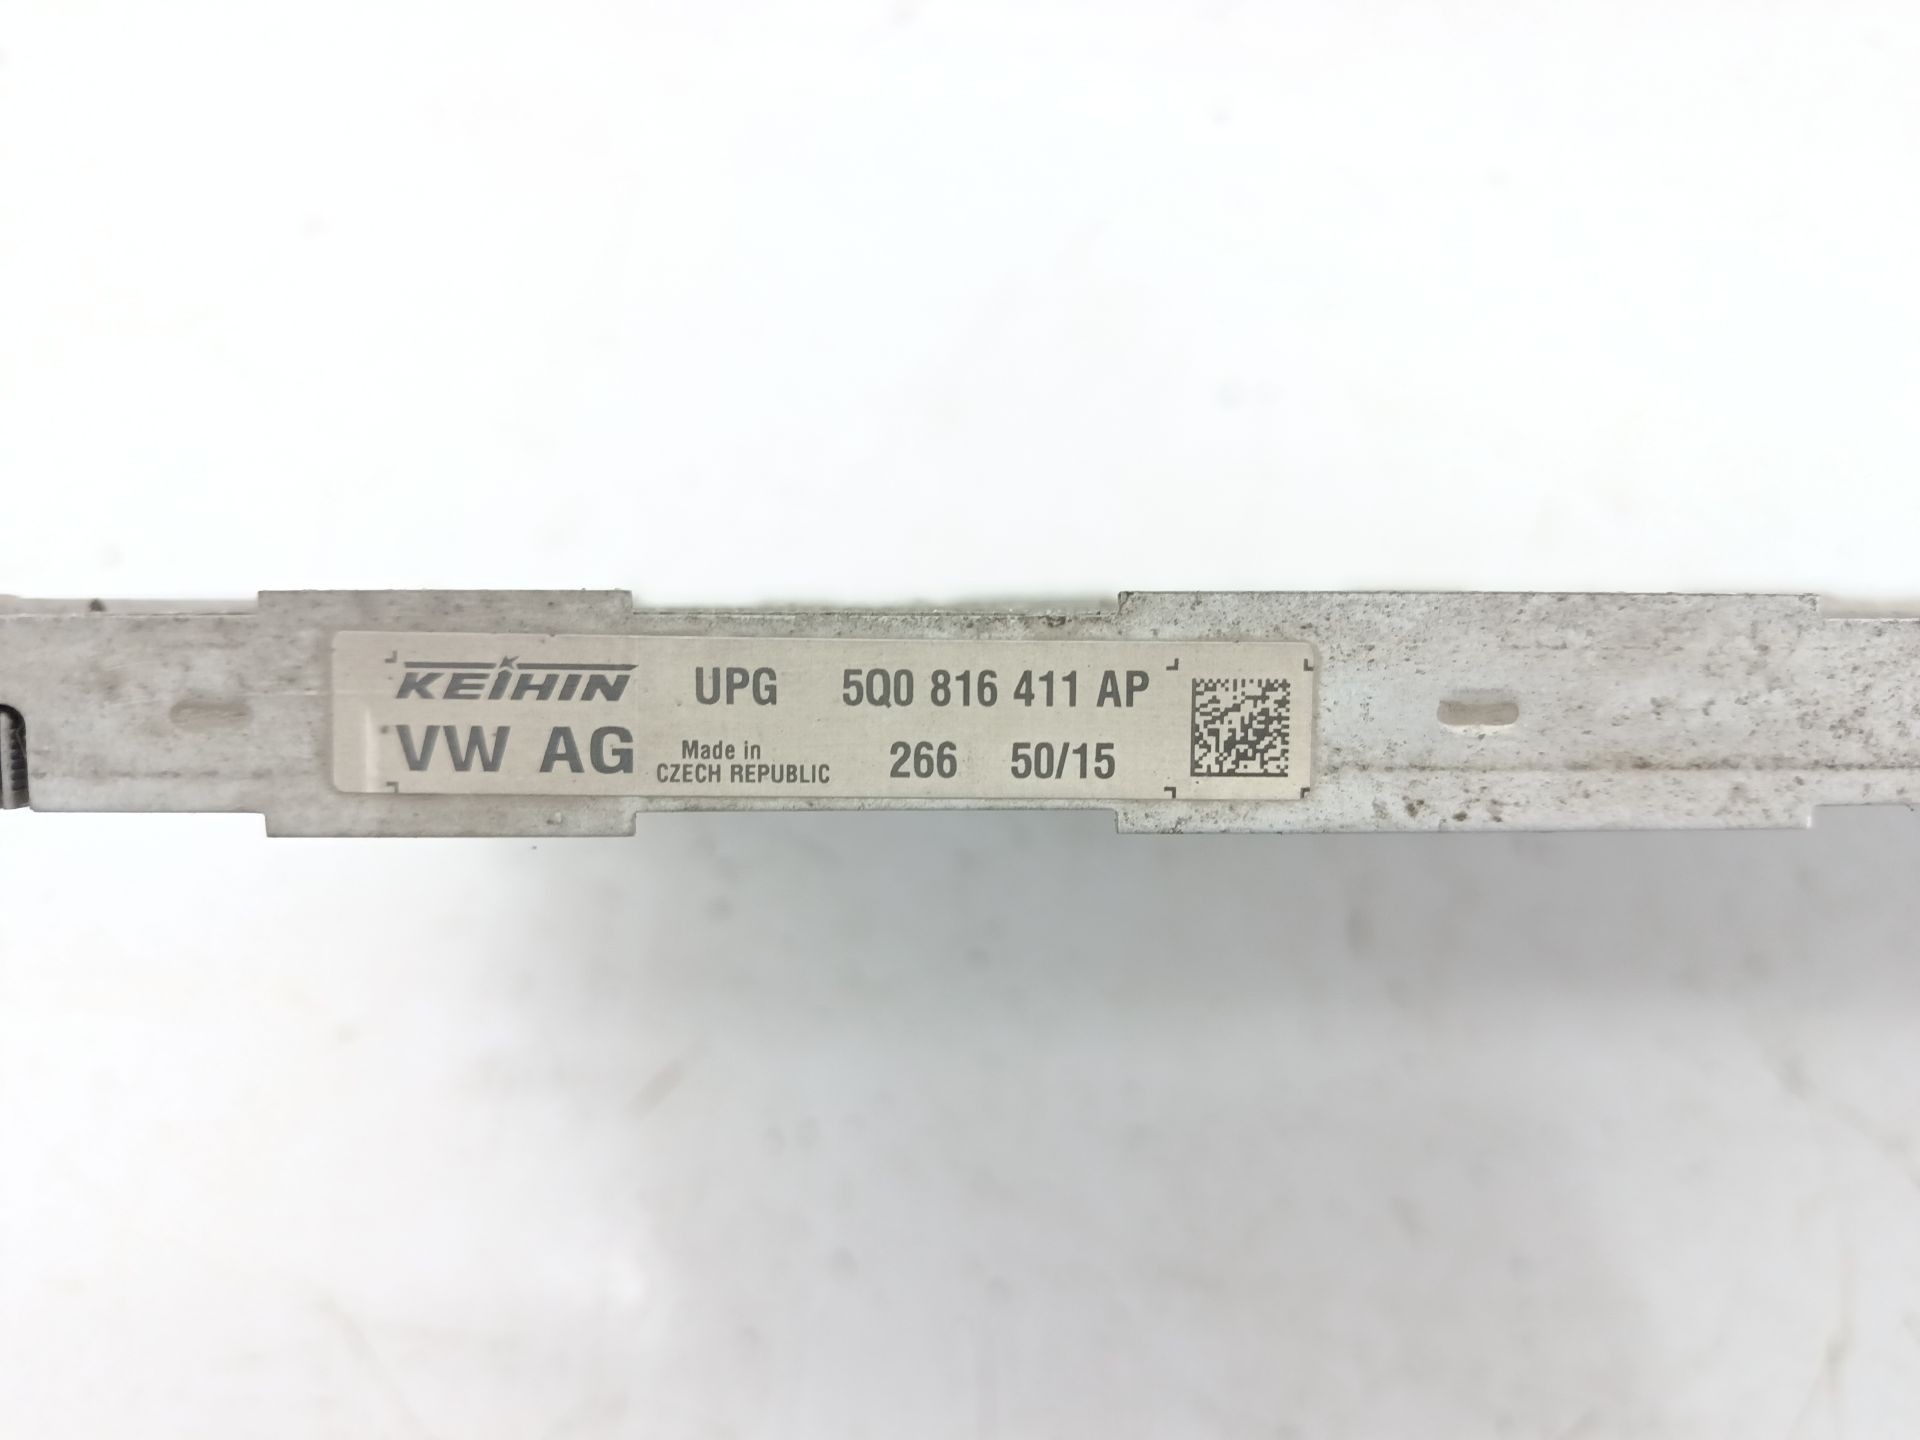 KEIHIN UPG 5Q0 816 411 AP
VW AG Made in CZECH REPUBLIC 266 50/15